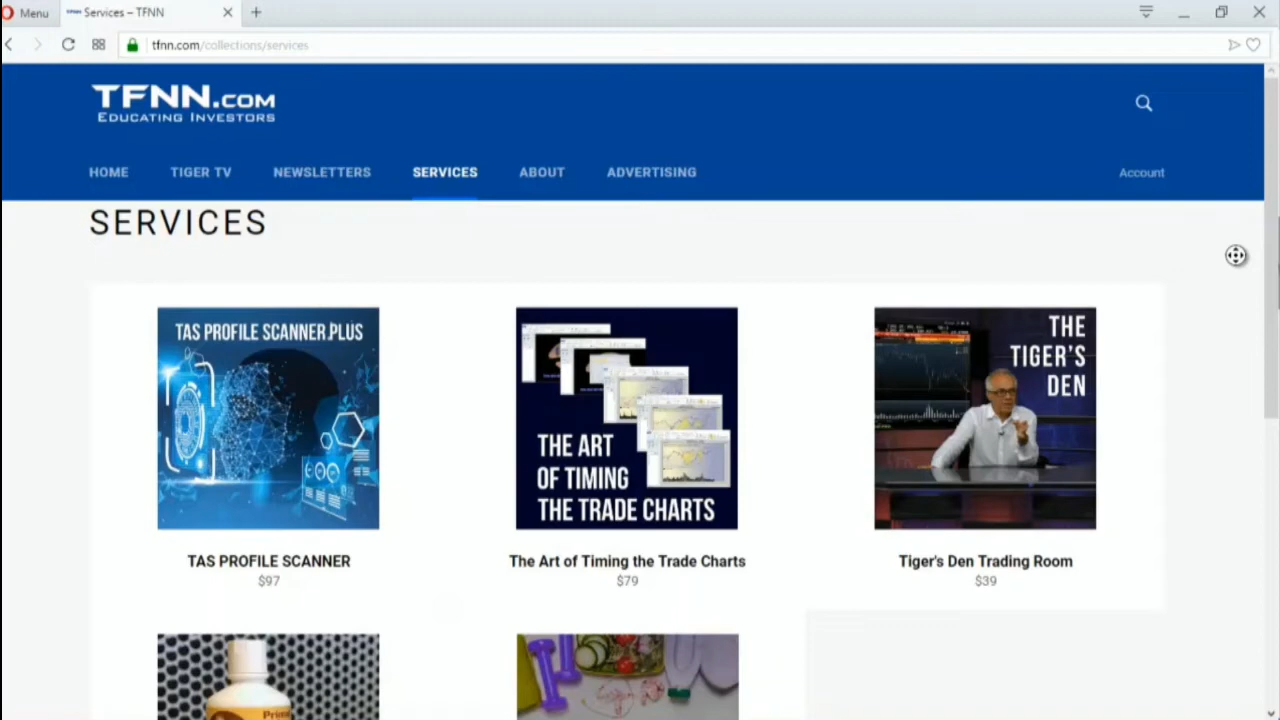 Menu
Services – TFNN
tfnn.com/collections/services
TFNN.COM
EDUCATING INVESTORS
HOME
TIGER TV
NEWSLETTERS
SERVICES
ABOUT
ADVERTISING
Account
SERVICES
TAS PROFILE SCANNER PLUS
THE ART
OF TIMING
THE TRADE CHARTS
THE
TIGER'S
DEN
TAS PROFILE SCANNER
$97
The Art of Timing the Trade Charts
$79
Tiger's Den Trading Room
$39